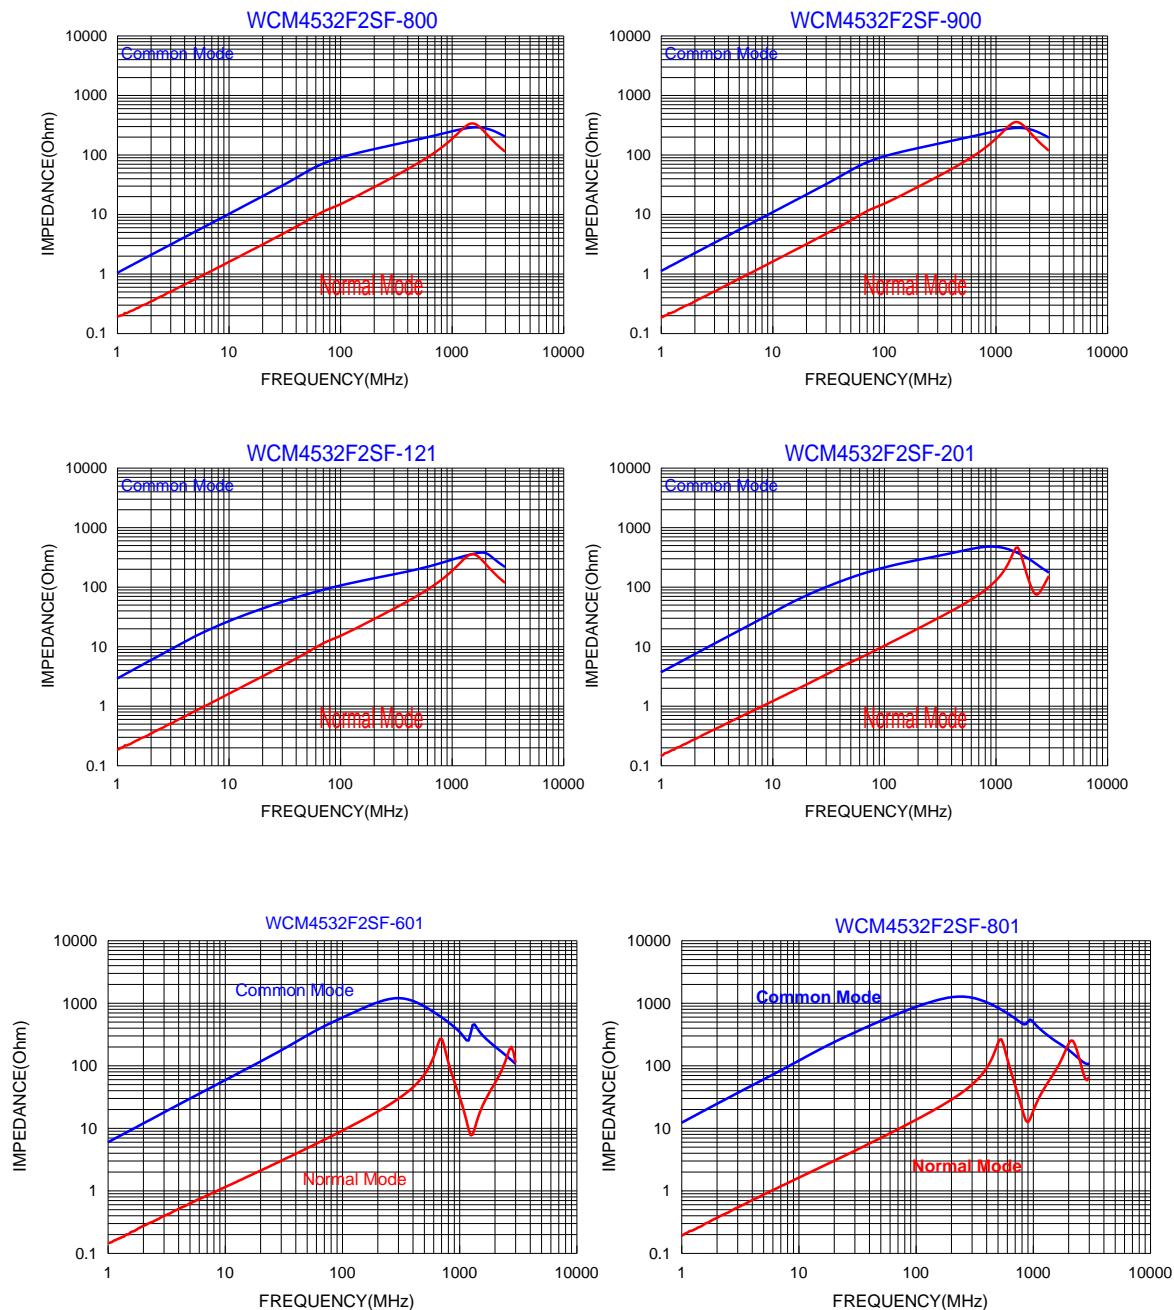 WCM4532F2SF-800
Common Mode
Normal Mode
10000
1000
100
10
1
0.1
1 10 100 1000 10000
IMPEDANCE(Ohm)
FREQUENCY(MHz)
WCM4532F2SF-900
Common Mode
Normal Mode
10000
1000
100
10
1
0.1
1 10 100 1000 10000
IMPEDANCE(Ohm)
FREQUENCY(MHz)
WCM4532F2SF-121
Common Mode
Normal Mode
10000
1000
100
10
1
0.1
1 10 100 1000 10000
IMPEDANCE(Ohm)
FREQUENCY(MHz)
WCM4532F2SF-201
Common Mode
Normal Mode
10000
1000
100
10
1
0.1
1 10 100 1000 10000
IMPEDANCE(Ohm)
FREQUENCY(MHz)
WCM4532F2SF-601
Common Mode
Normal Mode
10000
1000
100
10
1
0.1
1 10 100 1000 10000
IMPEDANCE(Ohm)
FREQUENCY(MHz)
WCM4532F2SF-801
Common Mode
Normal Mode
10000
1000
100
10
1
0.1
1 10 100 1000 10000
IMPEDANCE(Ohm)
FREQUENCY(MHz)